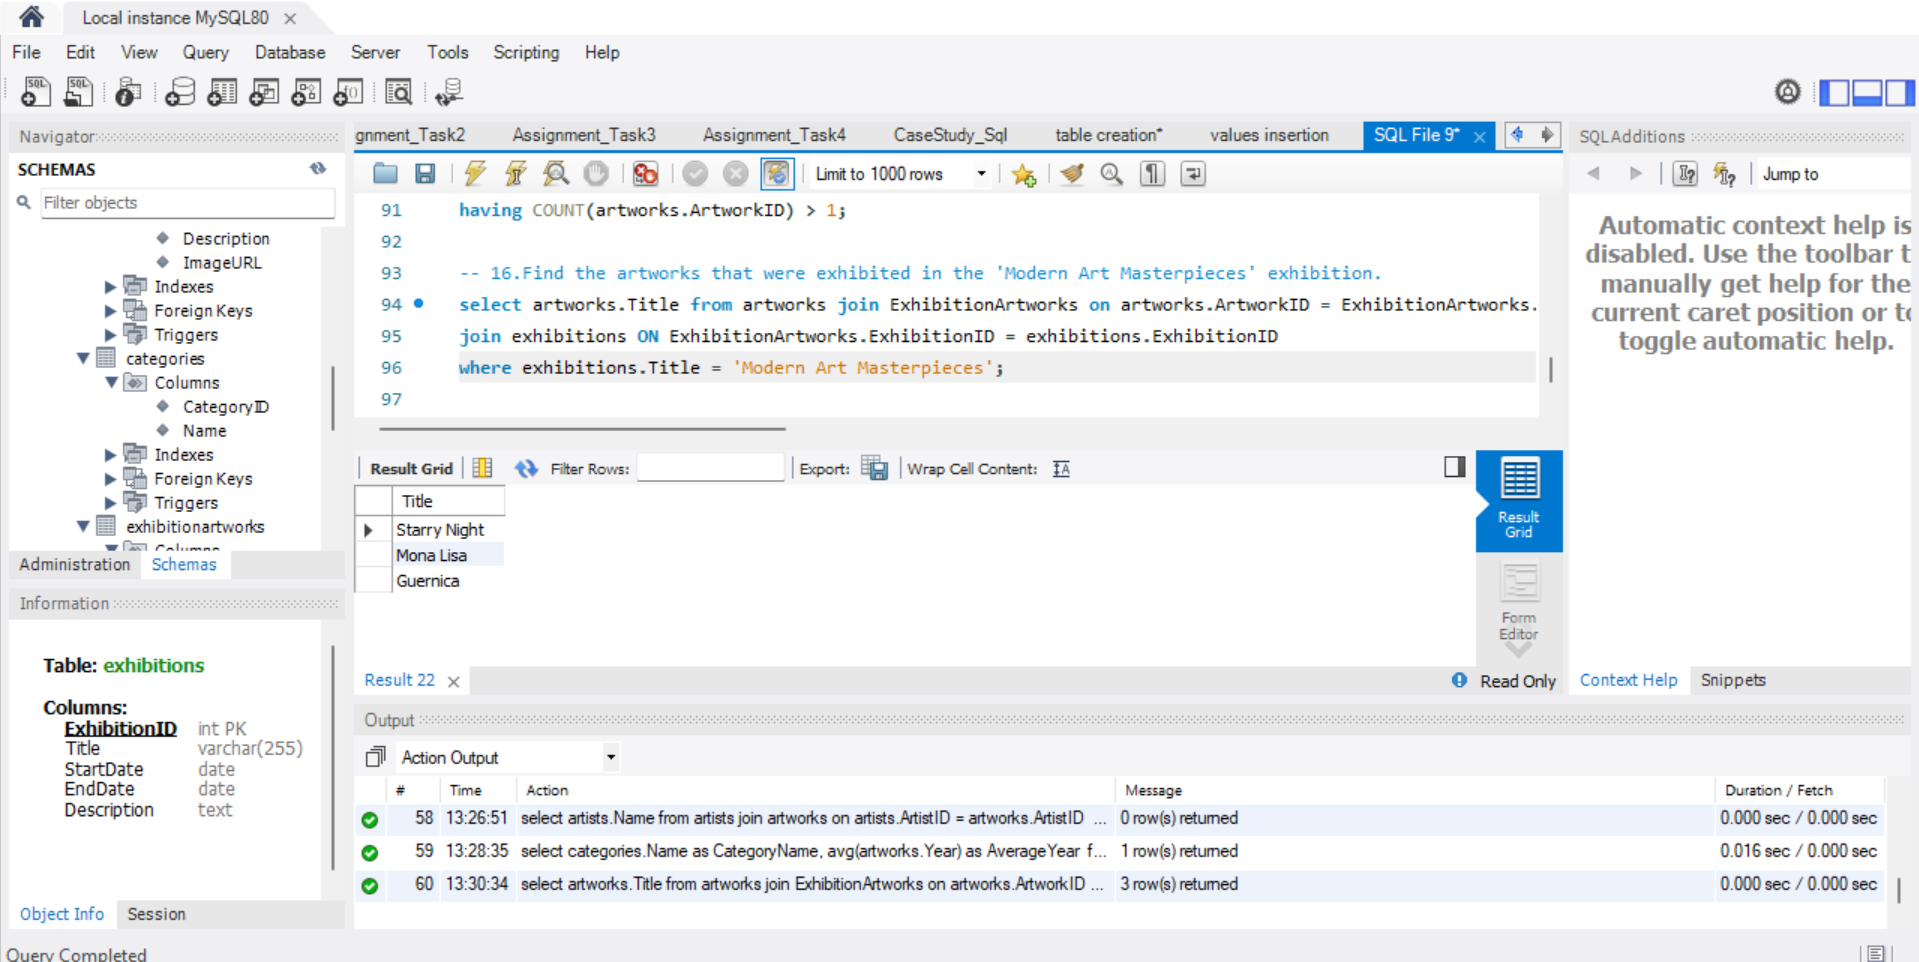 Local instance MySQL80
File Edit View Query Database Server Tools Scripting Help
Navigator
SCHEMAS
Filter objects
Description
ImageURL
Indexes
Foreign Keys
Triggers
categories
Columns
CategoryID
Name
Indexes
Foreign Keys
Triggers
exhibitionartworks
Columns
Administration Schemas
Information
Table: exhibitions
Columns:
ExhibitionID int PK
Title varchar(255)
StartDate date
EndDate date
Description text
Object Info Session
gnment_Task2 Assignment_Task3 Assignment_Task4 CaseStudy_Sql table creation* values insertion SQL File 9*
Limit to 1000 rows
91 having COUNT(artworks.ArtworkID) > 1;
92
93 -- 16.Find the artworks that were exhibited in the 'Modern Art Masterpieces' exhibition.
94 select artworks.Title from artworks join ExhibitionArtworks on artworks.ArtworkID = ExhibitionArtworks.
95 join exhibitions ON ExhibitionArtworks.ExhibitionID = exhibitions.ExhibitionID
96 where exhibitions.Title = 'Modern Art Masterpieces';
97
Result Grid Filter Rows: Export: Wrap Cell Content:
Title
Starry Night
Mona Lisa
Guernica
Result
Grid
Form
Editor
Result 22
Read Only
SQLAdditions
Jump to
Automatic context help is
disabled. Use the toolbar t
manually get help for the
current caret position or to
toggle automatic help.
Context Help Snippets
Output
Action Output
# Time Action Message Duration / Fetch
58 13:26:51 select artists.Name from artists join artworks on artists.ArtistID = artworks.ArtistID ... 0 row(s) returned 0.000 sec / 0.000 sec
59 13:28:35 select categories.Name as CategoryName, avg(artworks.Year) as AverageYear f... 1 row(s) returned 0.016 sec / 0.000 sec
60 13:30:34 select artworks.Title from artworks join ExhibitionArtworks on artworks.ArtworkID ... 3 row(s) returned 0.000 sec / 0.000 sec
Query Completed